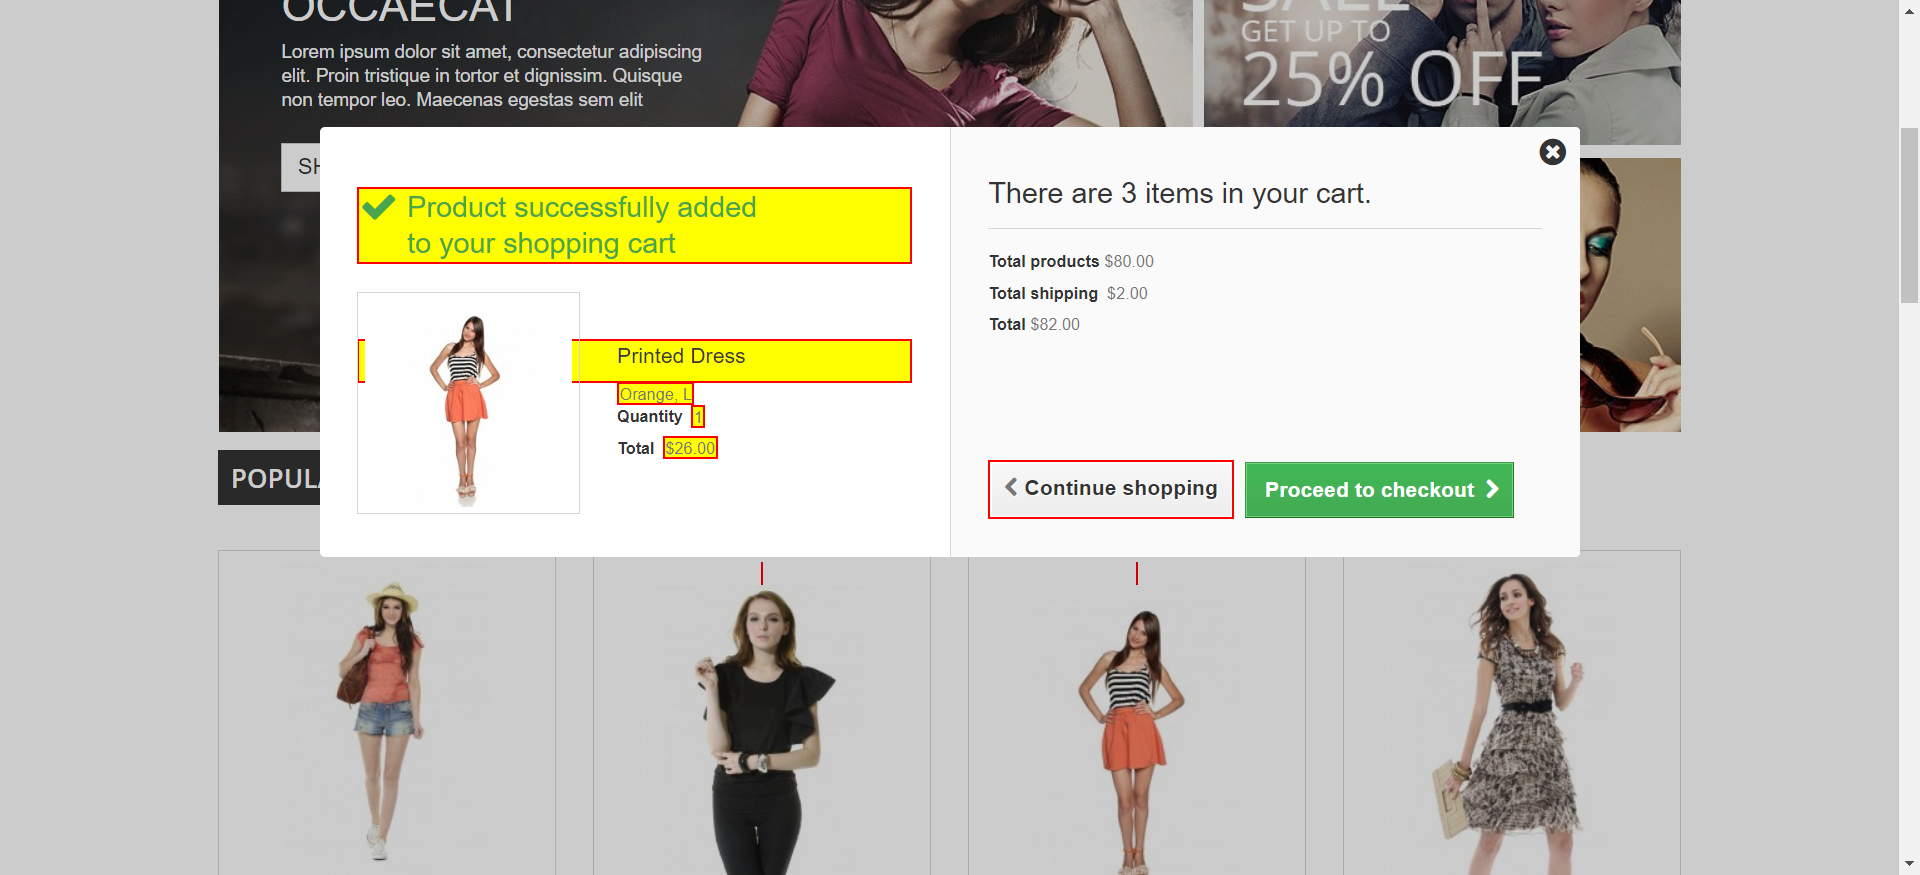 OCCAECAT
Lorem ipsum dolor sit amet, consectetur adipiscing
elit. Proin tristique in tortor et dignissim. Quisque
non tempor leo. Maecenas egestas sem elit
SALE
GET UP TO
25% OFF
SH
Product successfully added
to your shopping cart
Printed Dress
Orange, L
Quantity 1
Total $26.00
There are 3 items in your cart.
Total products $80.00
Total shipping $2.00
Total $82.00
Continue shopping
Proceed to checkout
POPULA